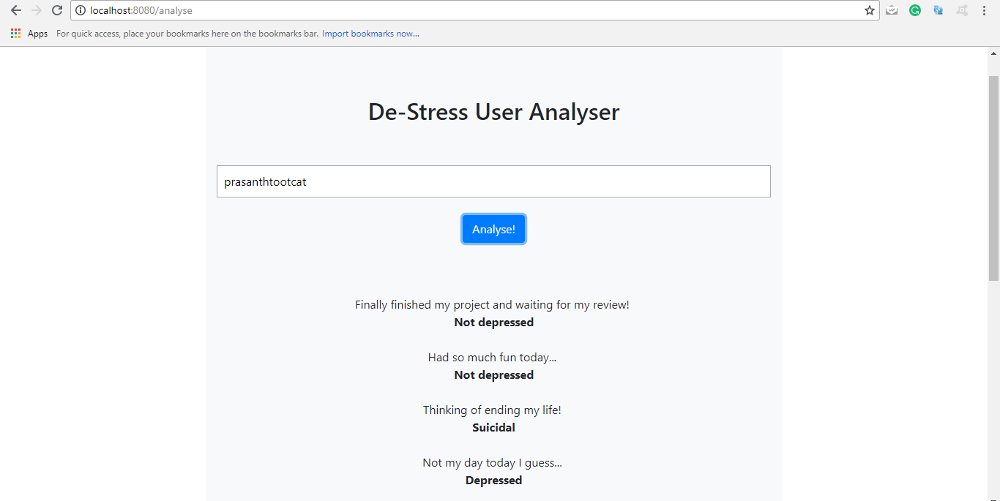 localhost:8080/analyse
Apps For quick access, place your bookmarks here on the bookmarks bar. Import bookmarks now...
De-Stress User Analyser
prasanthtootcat
Analyse!
Finally finished my project and waiting for my review!
Not depressed
Had so much fun today...
Not depressed
Thinking of ending my life!
Suicidal
Not my day today I guess...
Depressed